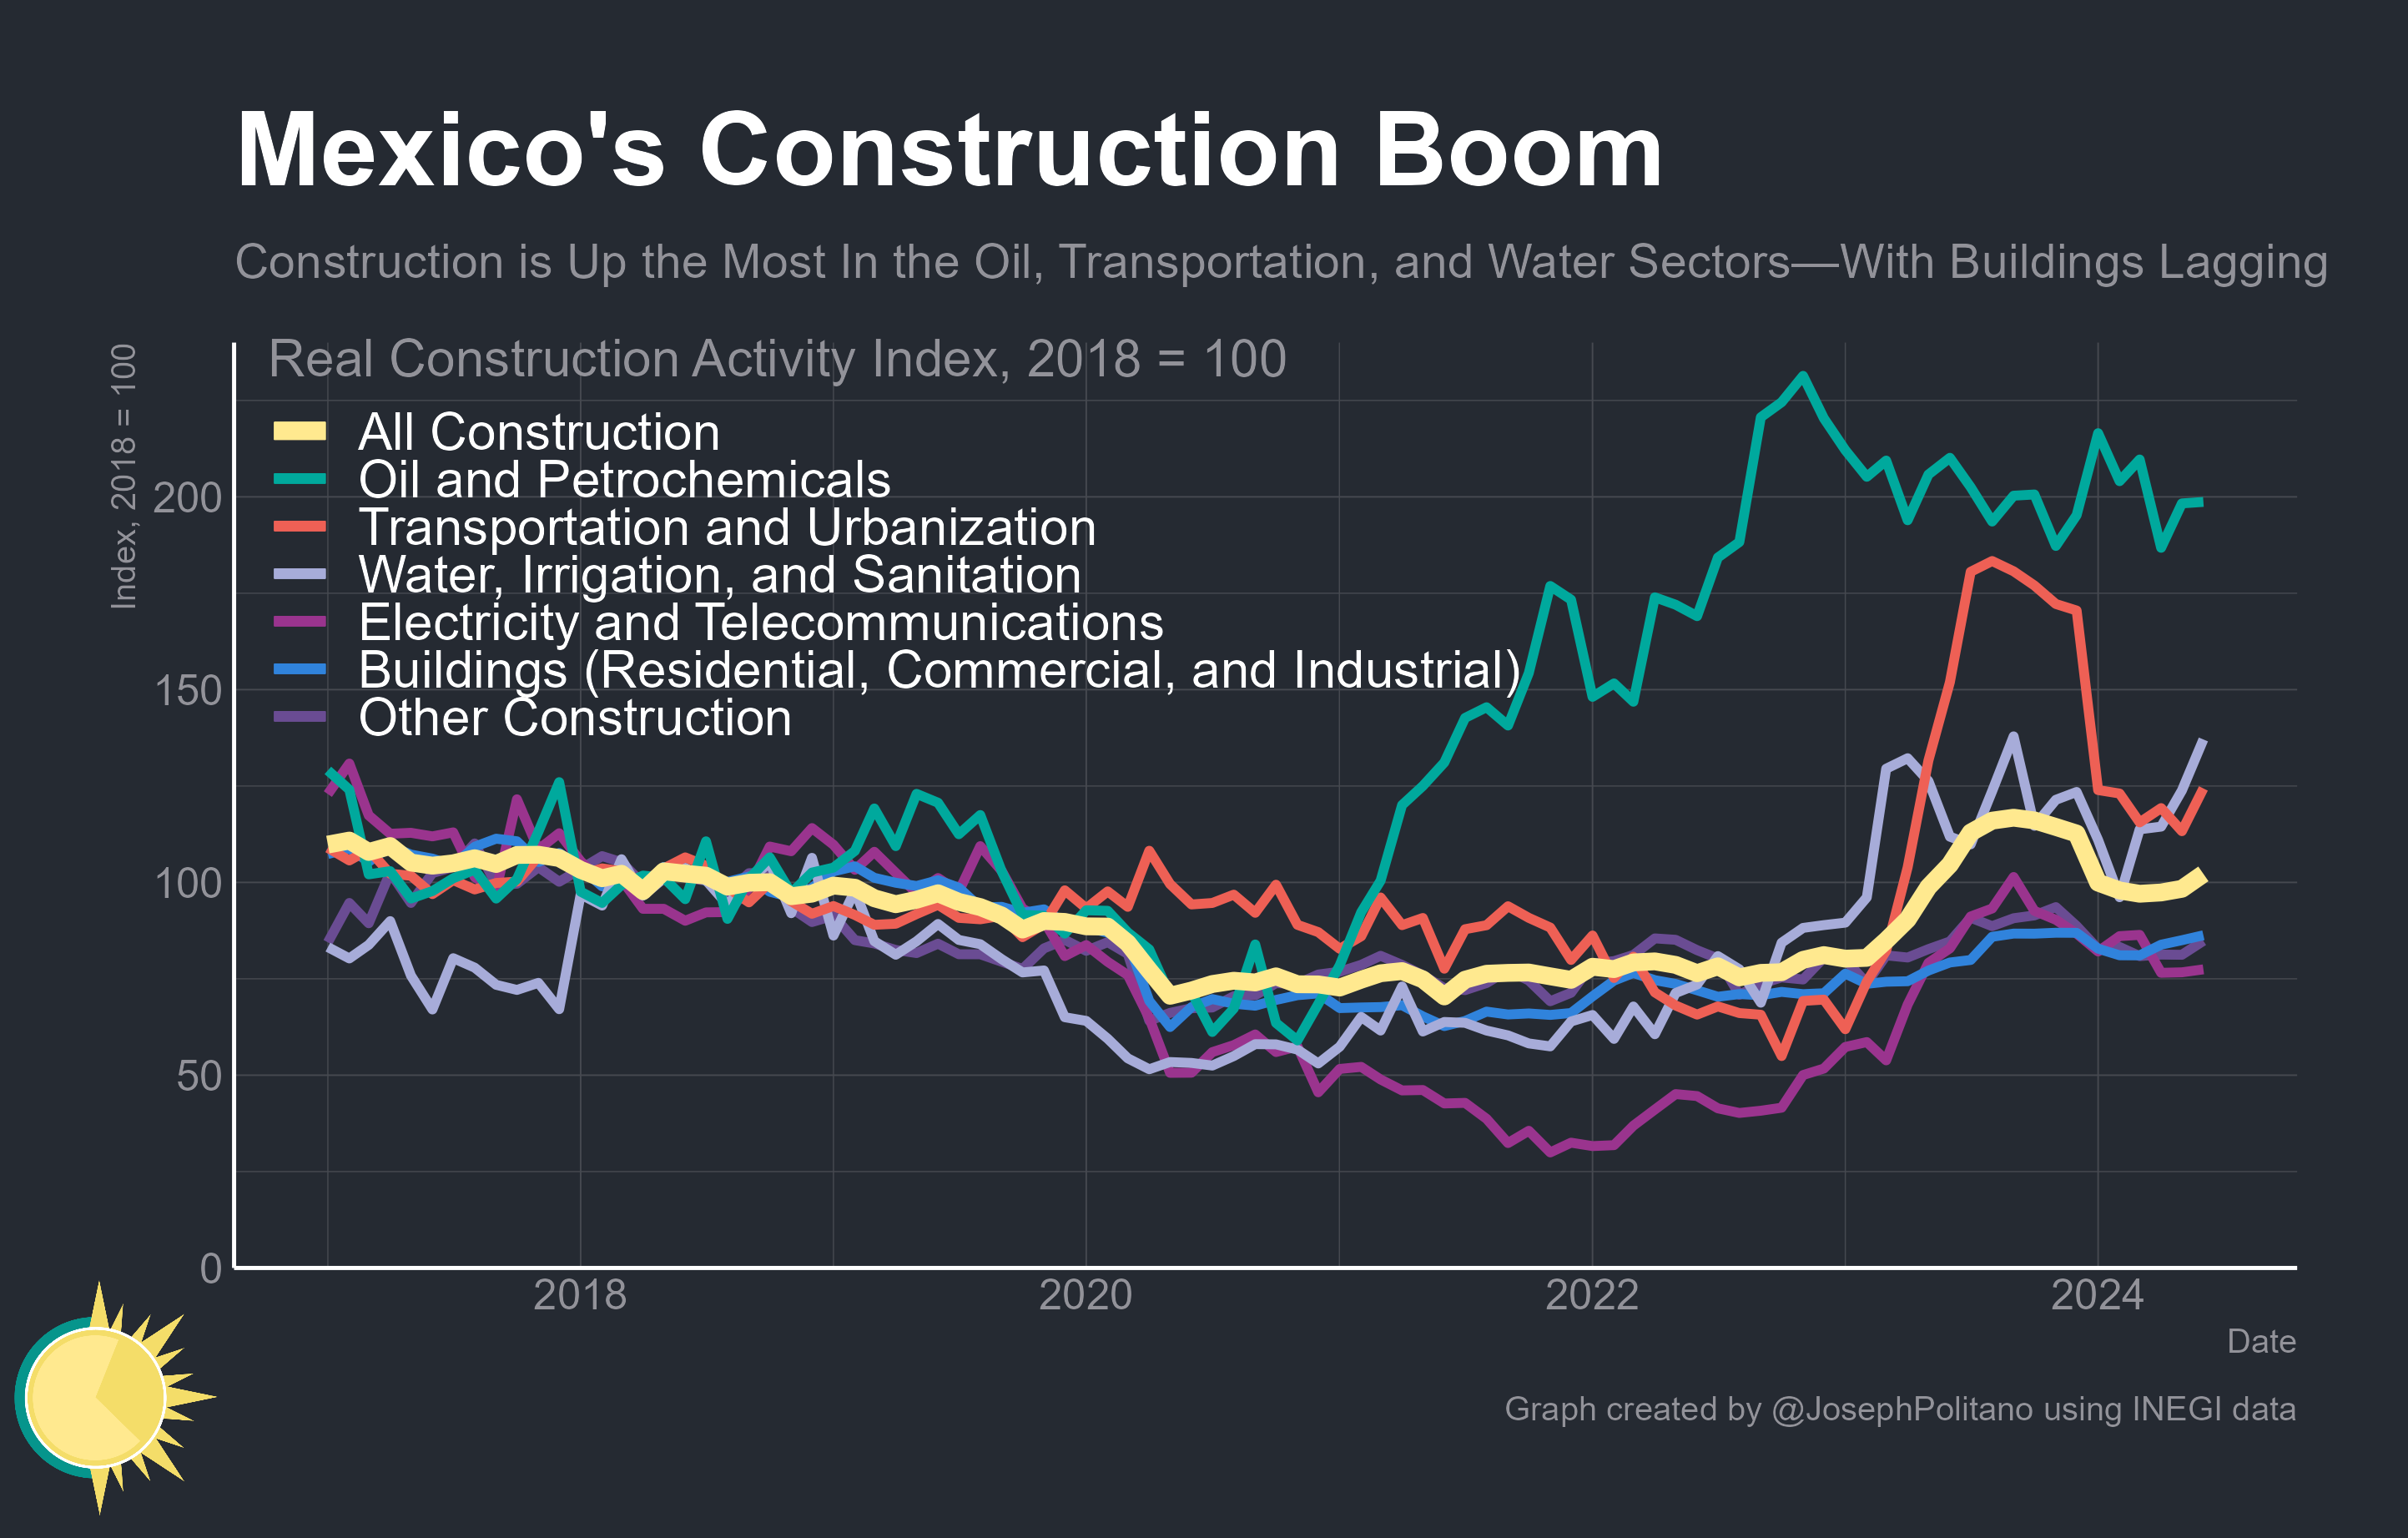 Mexico's Construction Boom
Construction is Up the Most In the Oil, Transportation, and Water Sectors—With Buildings Lagging
Index, 2018 = 100
Real Construction Activity Index, 2018 = 100
All Construction
Oil and Petrochemicals
Transportation and Urbanization
Water, Irrigation, and Sanitation
Electricity and Telecommunications
Buildings (Residential, Commercial, and Industrial)
Other Construction
200
150
100
50
0
2018 2020 2022 2024
Date
Graph created by @JosephPolitano using INEGI data